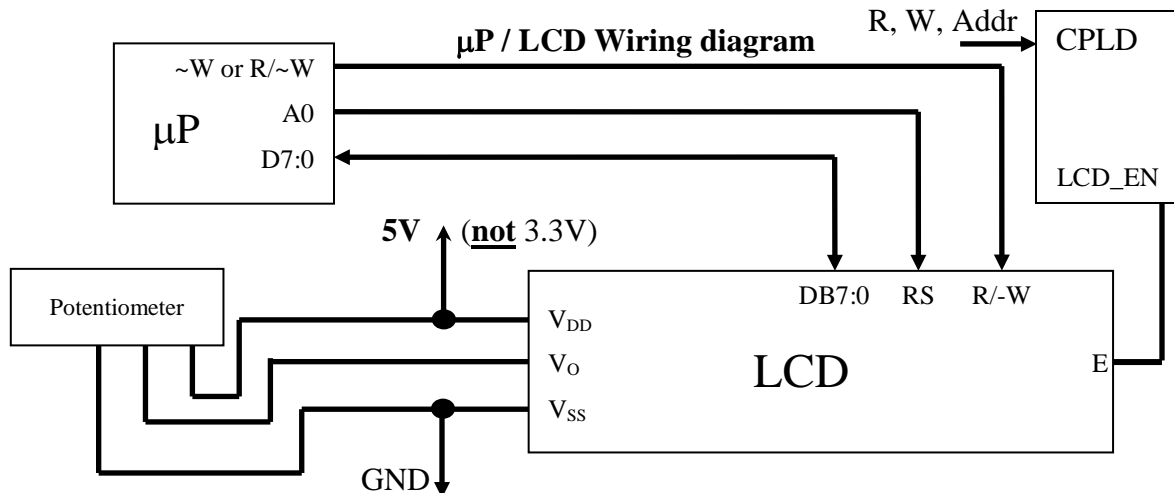 R, W, Addr
μP / LCD Wiring diagram
CPLD
~W or R/~W
μP
A0
D7:0
LCD_EN
5V (not 3.3V)
Potentiometer
DB7:0 RS R/-W
VDD
VO
LCD
E
VSS
GND